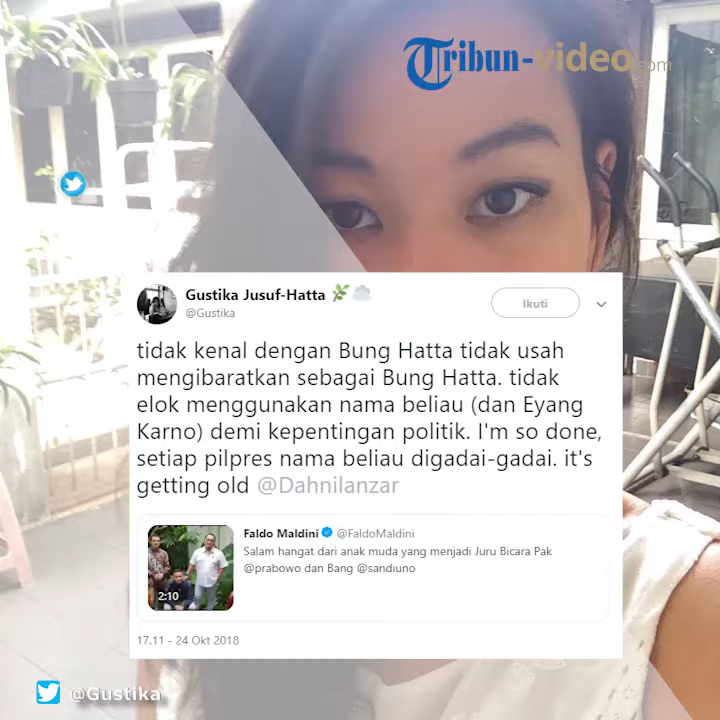 Tribun-video.com
Gustika Jusuf-Hatta
@Gustika
Ikuti
tidak kenal dengan Bung Hatta tidak usah
mengibaratkan sebagai Bung Hatta. tidak
elok menggunakan nama beliau (dan Eyang
Karno) demi kepentingan politik. I'm so done,
setiap pilpres nama beliau digadai-gadai. it's
getting old @Dahnilanzar
Faldo Maldini @FaldoMaldini
Salam hangat dari anak muda yang menjadi Juru Bicara Pak
@prabowo dan Bang @sandiuno
2:10
17.11 - 24 Okt 2018
@Gustika